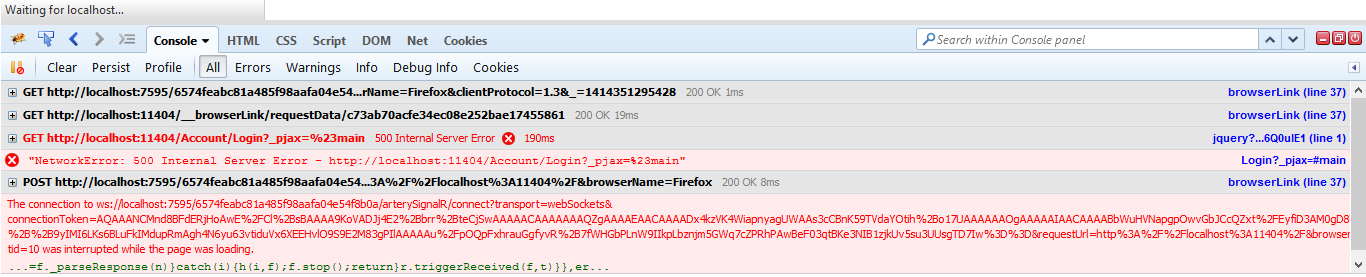 Waiting for localhost...
Console HTML CSS Script DOM Net Cookies Search within Console panel
Clear Persist Profile All Errors Warnings Info Debug Info Cookies
GET http://localhost:7595/6574feabc81a485f98aafa04e54...rName=Firefox&clientProtocol=1.3&_=1414351295428 200 OK 1ms browserLink (line 37)
GET http://localhost:11404/__browserLink/requestData/c73ab70acfe34ec08e252bae17455861 200 OK 19ms browserLink (line 37)
GET http://localhost:11404/Account/Login?_pjax=%23main 500 Internal Server Error 190ms jquery?...6Q0uIE1 (line 1)
"NetworkError: 500 Internal Server Error - http://localhost:11404/Account/Login?_pjax=%23main" Login?_pjax=#main
POST http://localhost:7595/6574feabc81a485f98aafa04e54...3A%2F%2Flocalhost%3A11404%2F&browserName=Firefox 200 OK 8ms browserLink (line 37)
The connection to ws://localhost:7595/6574feabc81a485f98aafa04e54f8b0a/arterySignalR/connect?transport=webSockets&
connectionToken=AQAAANCMnd8BFdERjHoAwE%2FCl%2BsBAAAA9KoVADJj4E2%2Bbrr%2BteCjSwAAAAACAAAAAAAQZgAAAAEAACAAAADx4kzVK4WiapnyagUWAAs3cCBnK59TVdaYOtih%2Bo17UAAAAAAOgAAAAAIAACAAAABbWuHVNApgpOwvGbJCcQZxt%2FEyfiD3AM0gD8
%2B%2B9yIMI6LKs6BLuFkIMdupRmAgh4N6yu63vtiduVx6XEEHvlO9S9E2M83gPIlAAAAAu%2FpOQpFxhrauGgfyvR%2B7fWHGbPLnW9IIkpLbznjm5GWq7cZPRhPAwBeF03qtBKe3NIB1zjkUv5su3UUsgTD7Iw%3D%3D&requestUrl=http%3A%2F%2Flocalhost%3A11404%2F&browser
tid=10 was interrupted while the page was loading.
...=f._parseResponse(n)}catch(i){h(i,f);f.stop();return}r.triggerReceived(f,t)}},er...